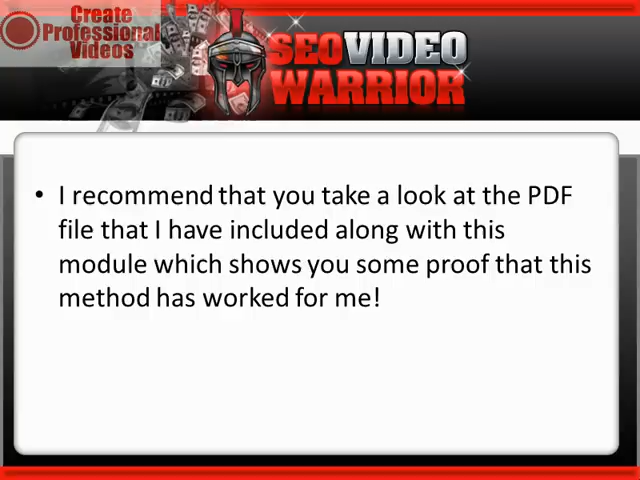 Create
Professional
Videos
SEOVIDEO
WARRIOR
• I recommend that you take a look at the PDF
file that I have included along with this
module which shows you some proof that this
method has worked for me!